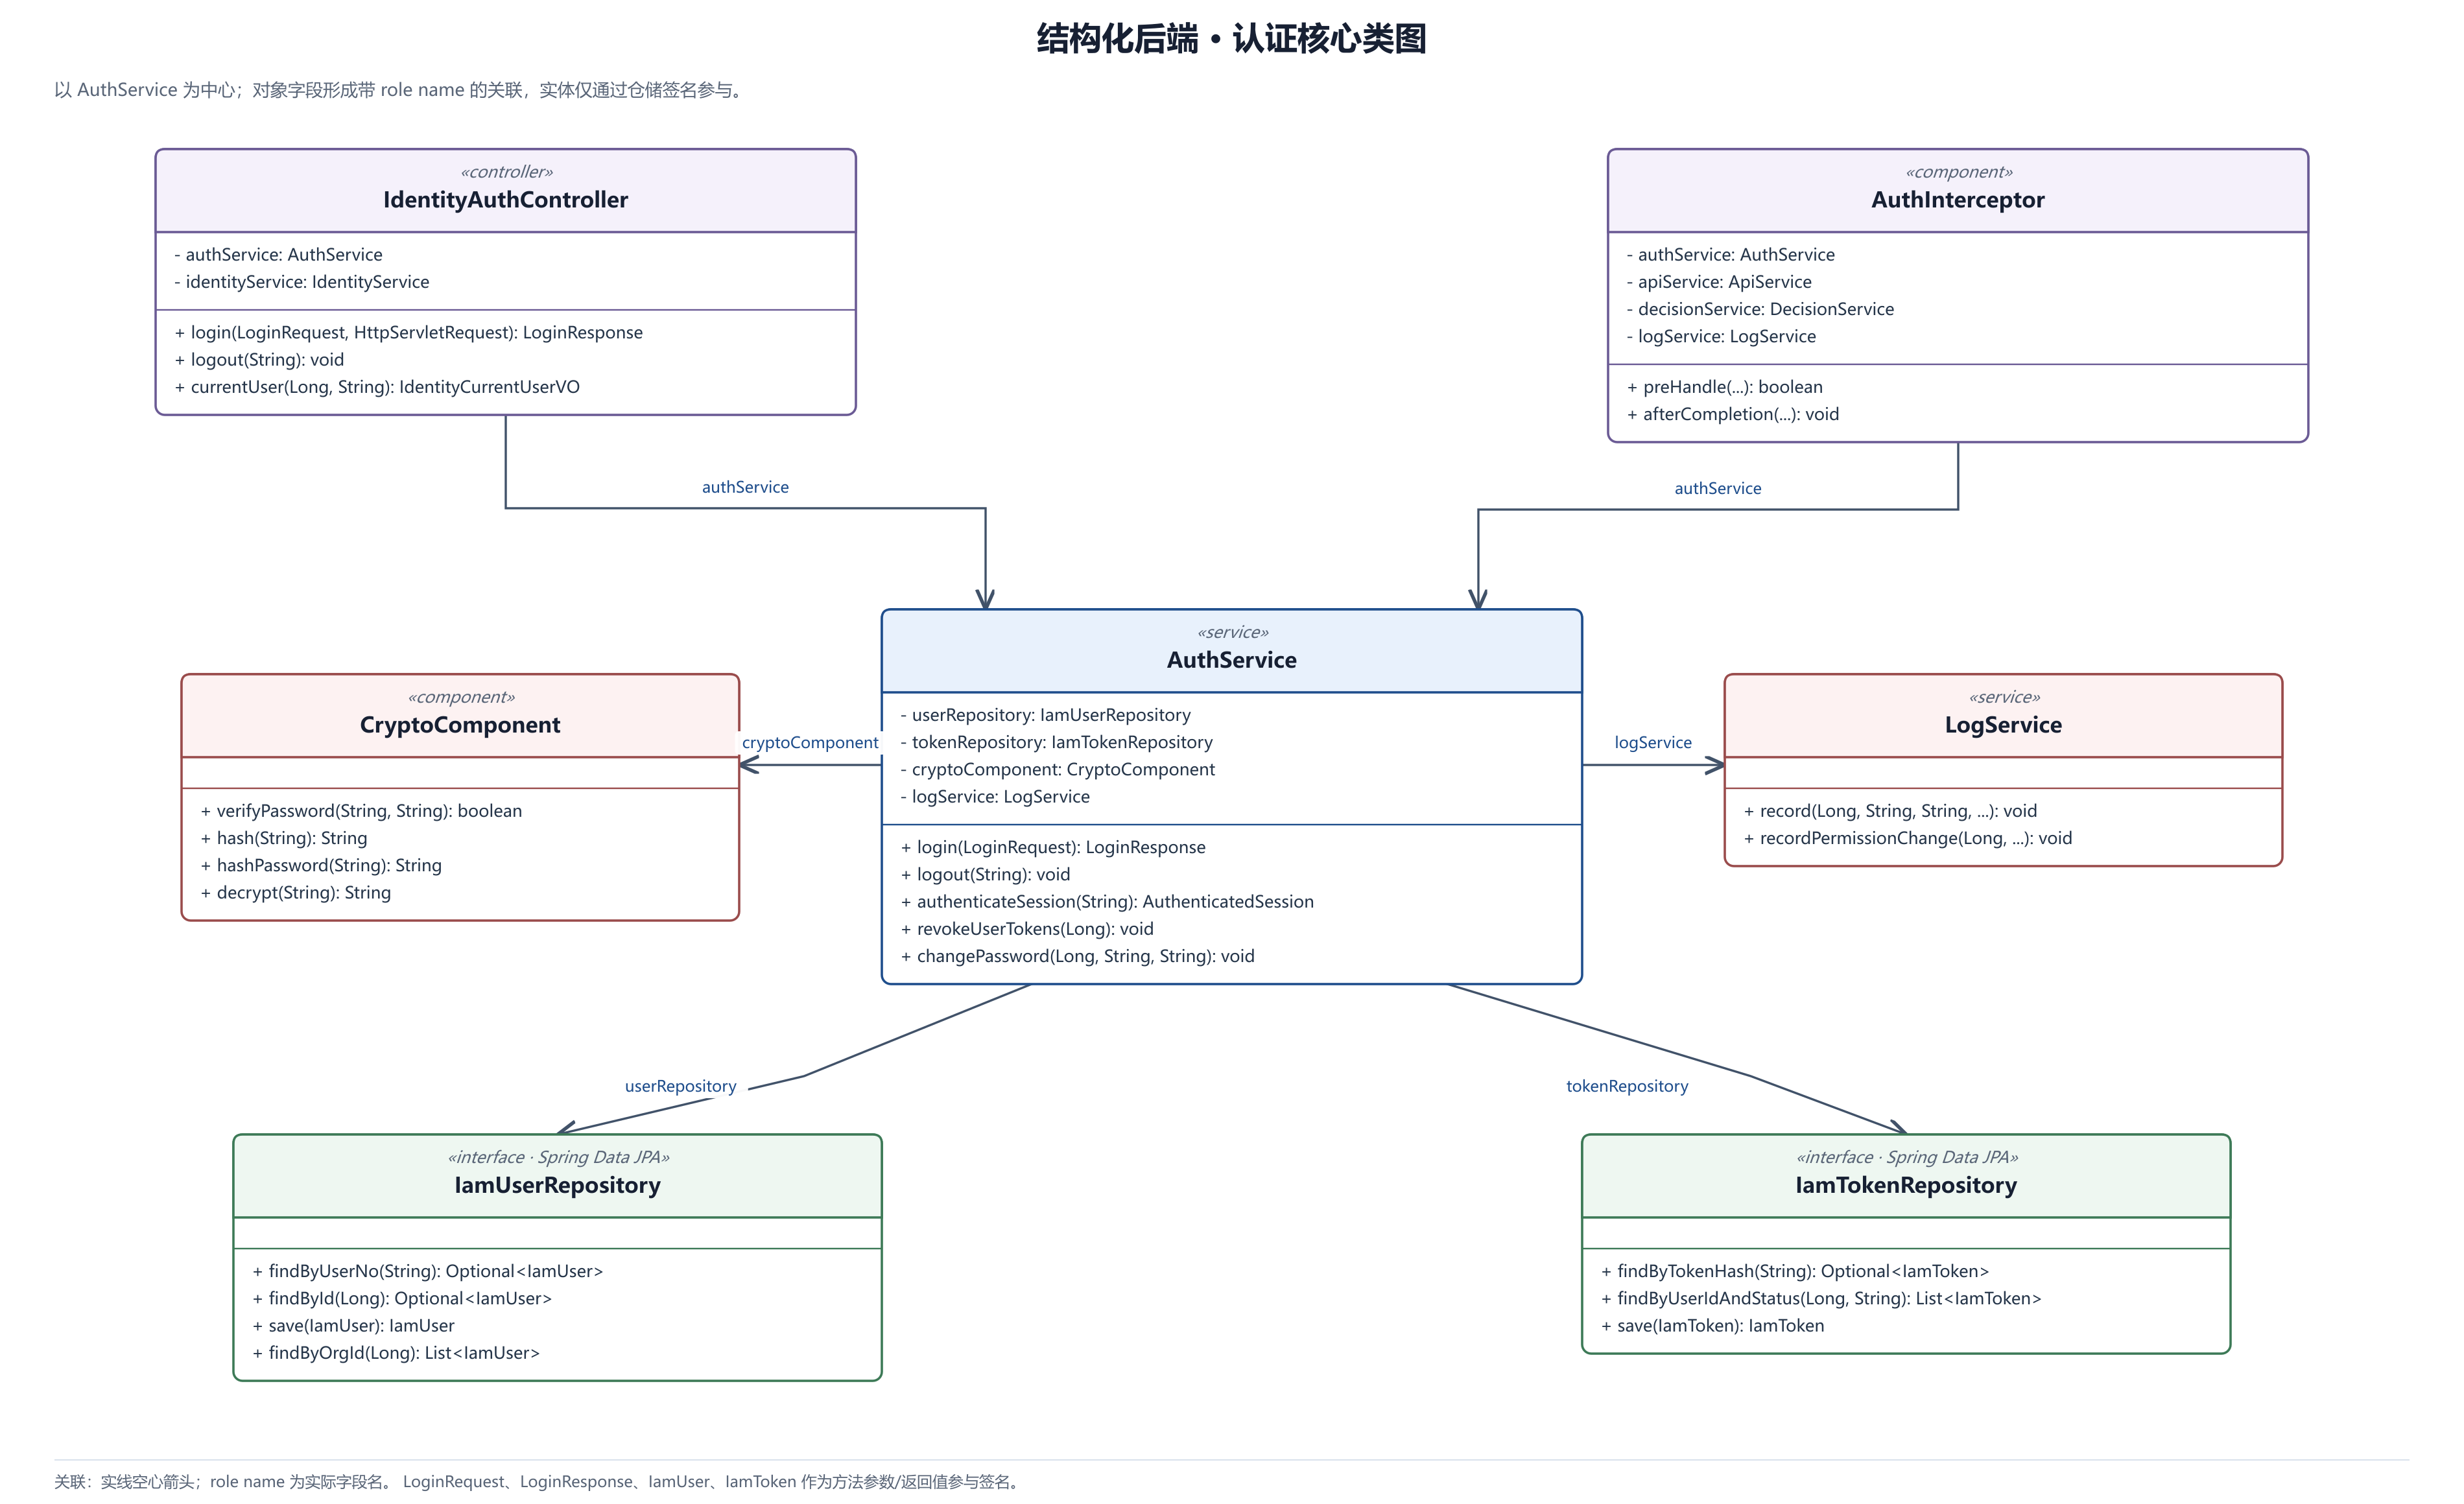 结构化后端 · 认证核心类图
以 AuthService 为中心；对象字段形成带 role name 的关联，实体仅通过仓储签名参与。
«controller»
IdentityAuthController
- authService: AuthService
- identityService: IdentityService
+ login(LoginRequest, HttpServletRequest): LoginResponse
+ logout(String): void
+ currentUser(Long, String): IdentityCurrentUserVO
«component»
AuthInterceptor
- authService: AuthService
- apiService: ApiService
- decisionService: DecisionService
- logService: LogService
+ preHandle(...): boolean
+ afterCompletion(...): void
authService
authService
«service»
AuthService
- userRepository: IamUserRepository
- tokenRepository: IamTokenRepository
- cryptoComponent: CryptoComponent
- logService: LogService
+ login(LoginRequest): LoginResponse
+ logout(String): void
+ authenticateSession(String): AuthenticatedSession
+ revokeUserTokens(Long): void
+ changePassword(Long, String, String): void
«component»
CryptoComponent
+ verifyPassword(String, String): boolean
+ hash(String): String
+ hashPassword(String): String
+ decrypt(String): String
cryptoComponent
logService
«service»
LogService
+ record(Long, String, String, ...): void
+ recordPermissionChange(Long, ...): void
userRepository
tokenRepository
«interface · Spring Data JPA»
IamUserRepository
+ findByUserNo(String): Optional<IamUser>
+ findById(Long): Optional<IamUser>
+ save(IamUser): IamUser
+ findByOrgId(Long): List<IamUser>
«interface · Spring Data JPA»
IamTokenRepository
+ findByTokenHash(String): Optional<IamToken>
+ findByUserIdAndStatus(Long, String): List<IamToken>
+ save(IamToken): IamToken
关联：实线空心箭头；role name 为实际字段名。 LoginRequest、LoginResponse、IamUser、IamToken 作为方法参数/返回值参与签名。